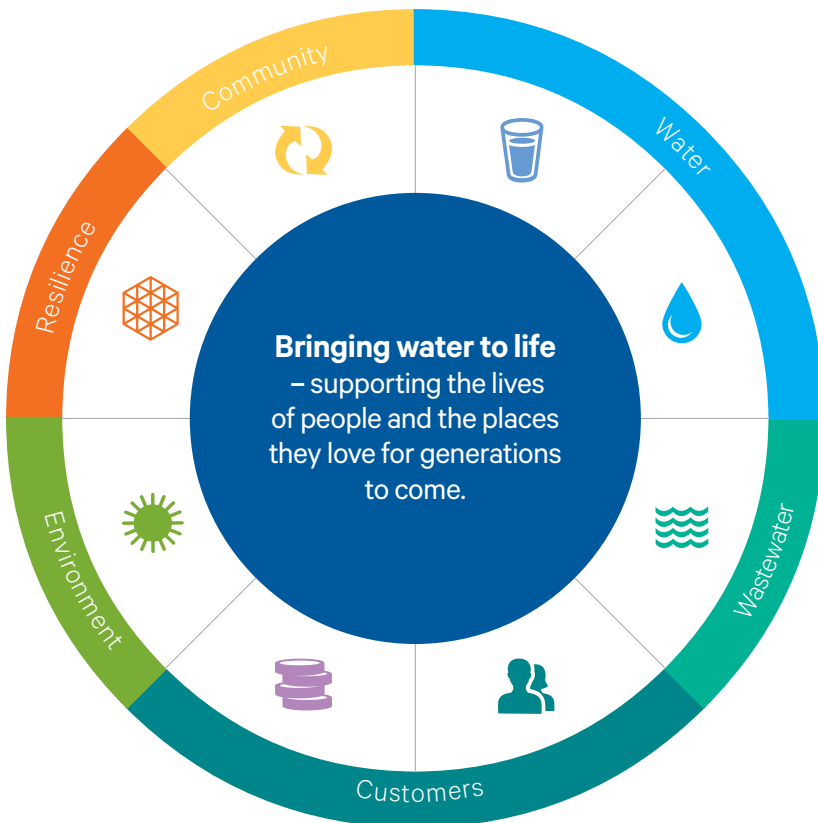 Community
Water
Resilience
Bringing water to life
– supporting the lives
of people and the places
they love for generations
to come.
Environment
Wastewater
Customers